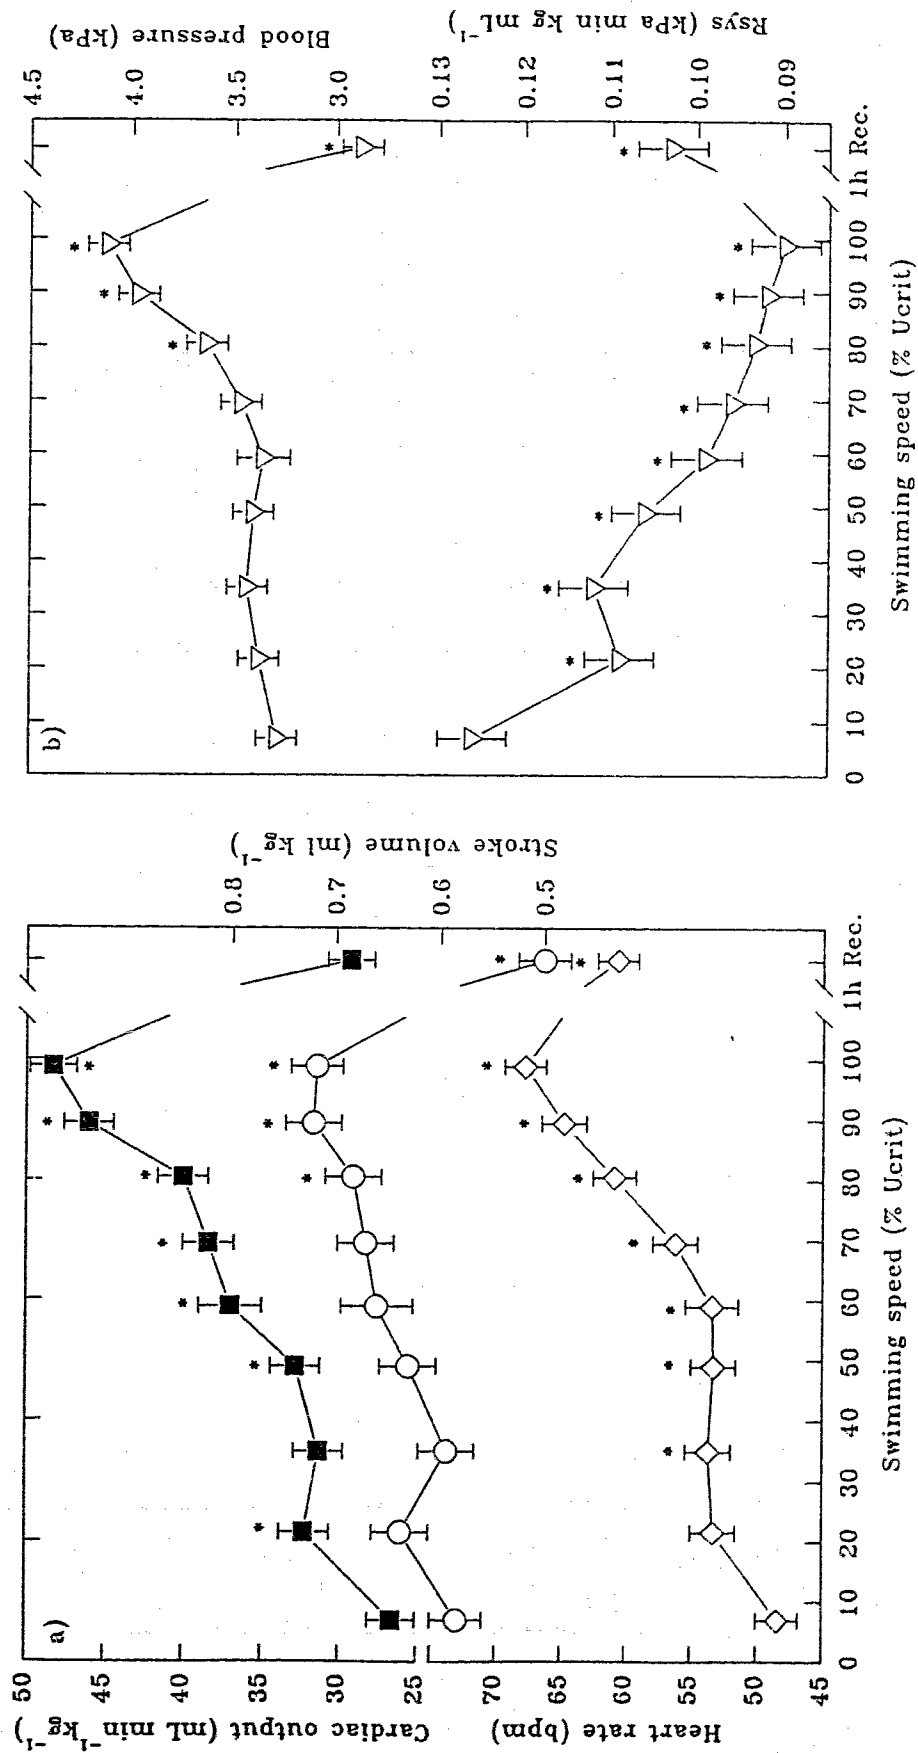 a)
Cardiac output (mL min⁻¹kg⁻¹)
50
45
40
35
30
25
Heart rate (bpm)
70
65
60
55
50
45
Stroke volume (ml kg⁻¹)
0.8
0.7
0.6
0.5
* * * * * * *
* * * *
* * * * * * * *
0 10 20 30 40 50 60 70 80 90 100 1h Rec.
Swimming speed (% Ucrit)
b)
Blood pressure (kPa)
4.5
4.0
3.5
3.0
Rsys (kPa min kg mL⁻¹)
0.13
0.12
0.11
0.10
0.09
* * * *
* * * * * * * * *
0 10 20 30 40 50 60 70 80 90 100 1h Rec.
Swimming speed (% Ucrit)